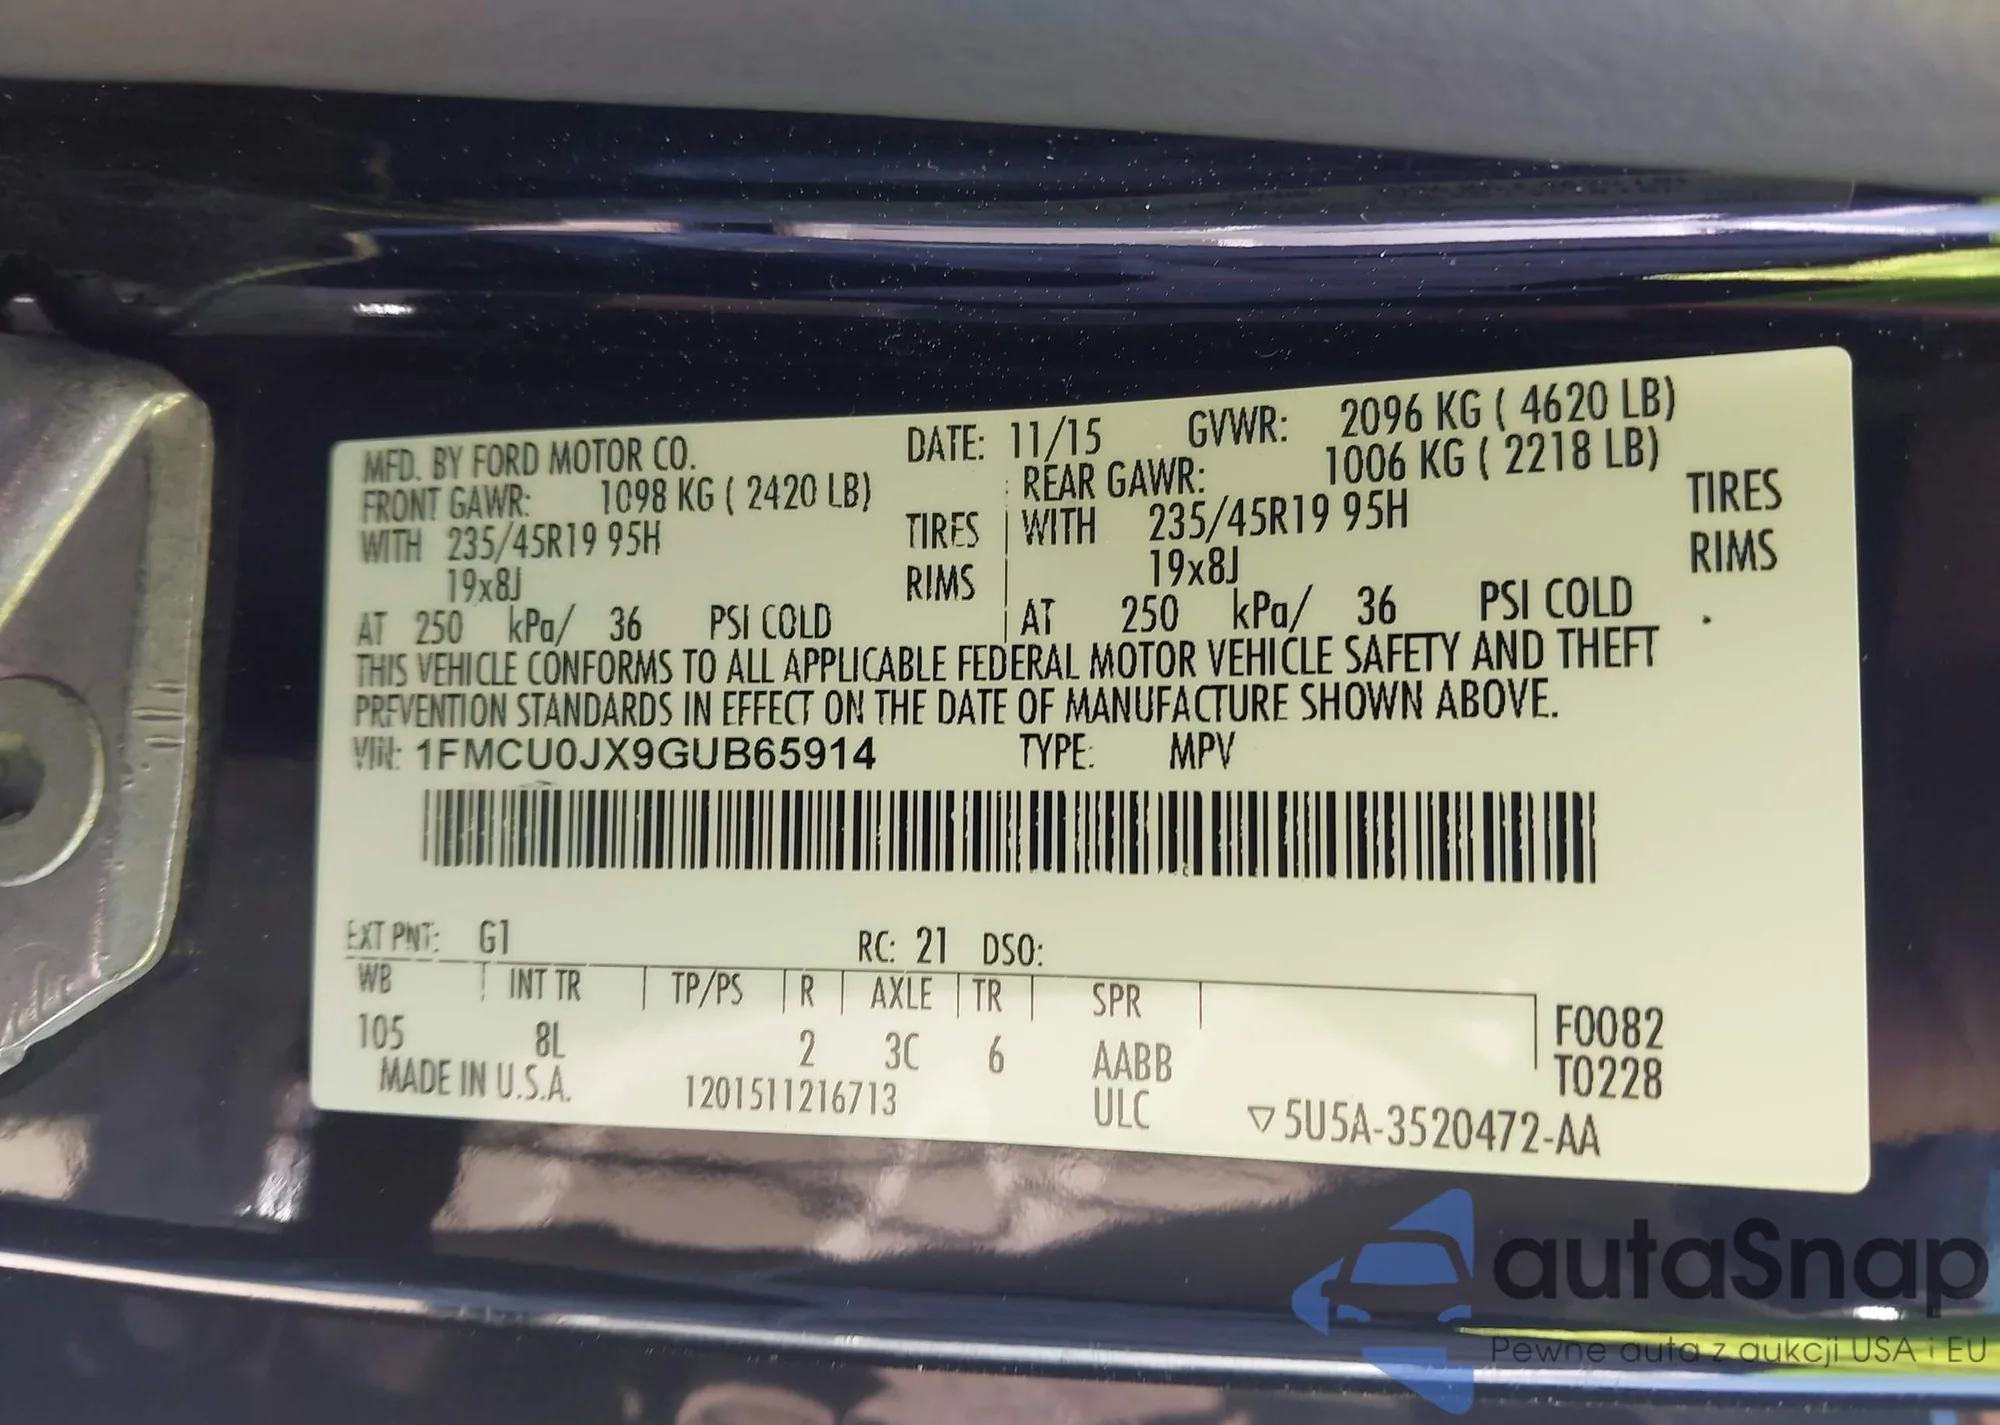 MFD. BY FORD MOTOR CO. DATE: 11/15 GVWR: 2096 KG ( 4620 LB)
FRONT GAWR: 1098 KG ( 2420 LB) REAR GAWR: 1006 KG ( 2218 LB)
WITH 235/45R19 95H TIRES WITH 235/45R19 95H TIRES
19x8J RIMS 19x8J RIMS
AT 250 kPa/ 36 PSI COLD AT 250 kPa/ 36 PSI COLD
THIS VEHICLE CONFORMS TO ALL APPLICABLE FEDERAL MOTOR VEHICLE SAFETY AND THEFT
PREVENTION STANDARDS IN EFFECT ON THE DATE OF MANUFACTURE SHOWN ABOVE.
VIN: 1FMCU0JX9GUB65914 TYPE: MPV
EXT PNT: G1 RC: 21 DSO:
WB INT TR TP/PS R AXLE TR SPR
105 8L 2 3C 6 AABB F0082
MADE IN U.S.A. 1201511216713 ULC T0228
▽5U5A-3520472-AA
autaSnap
Pewne auta z aukcji USA i EU